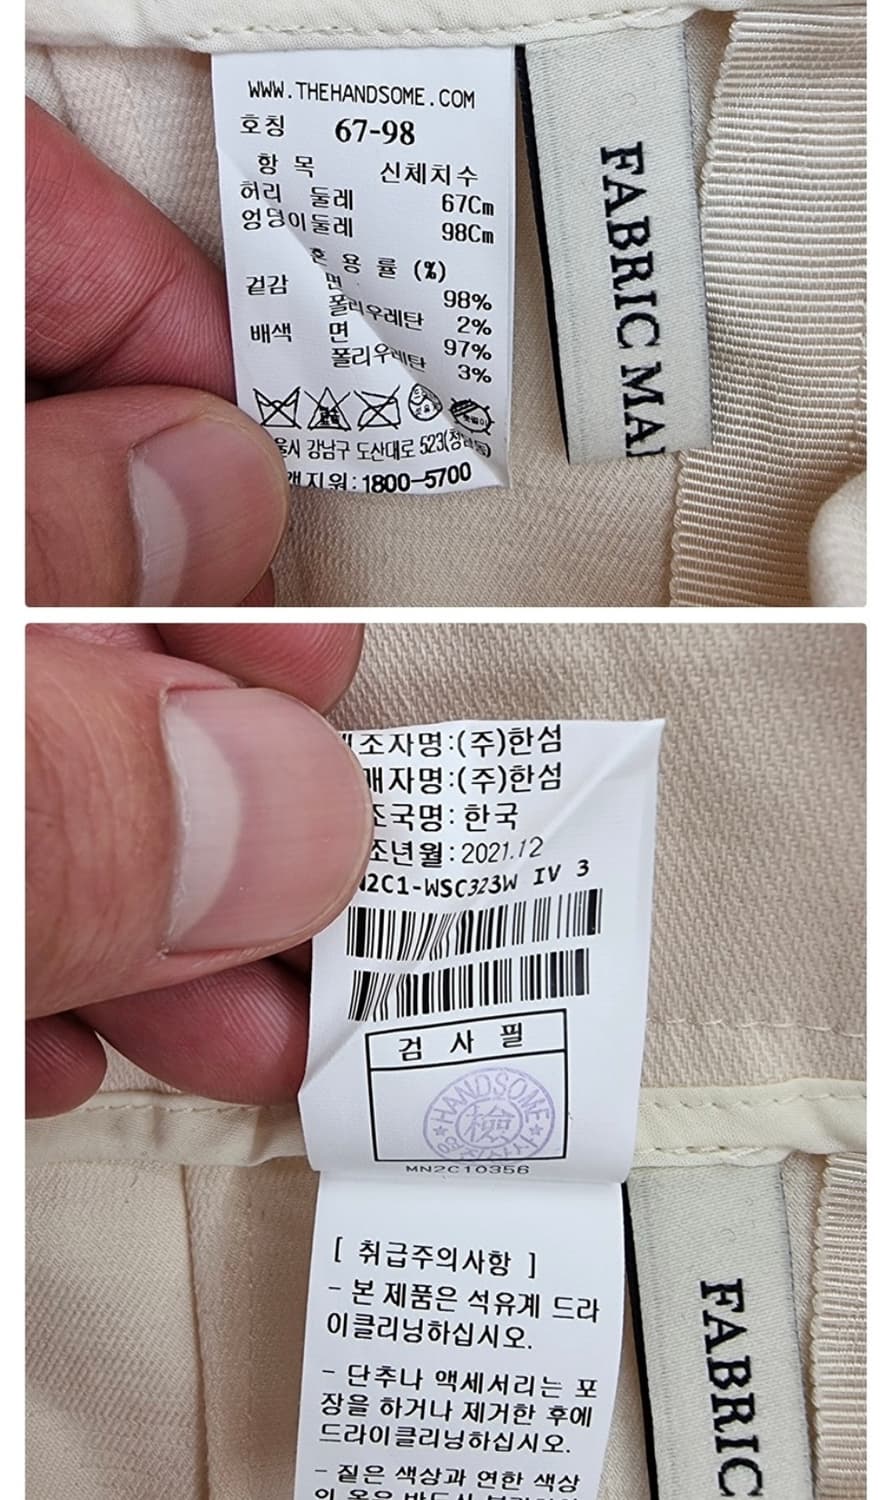 WWW.THEHANDSOME.COM
호칭 67-98
항 목 신체치수
허리 둘레 67Cm
엉덩이둘레 98Cm
혼 용 률 (%)
겉감 면 98%
폴리우레탄 2%
배색 면 97%
폴리우레탄 3%
강남구 도산대로 523(청담동)
1800-5700
FABRIC
조자명:(주)한섬
매자명:(주)한섬
조국명:한국
조년월:2021.12
2C1-WSC323W IV 3
검 사 필
HANDSOME
檢
MN2C10356
[ 취급주의사항 ]
- 본 제품은 석유계 드라
이클리닝하십시오.
- 단추나 액세서리는 포
장을 하거나 제거한 후에
드라이클리닝하십시오.
- 짙은 색상과 연한 색상
FABRIC